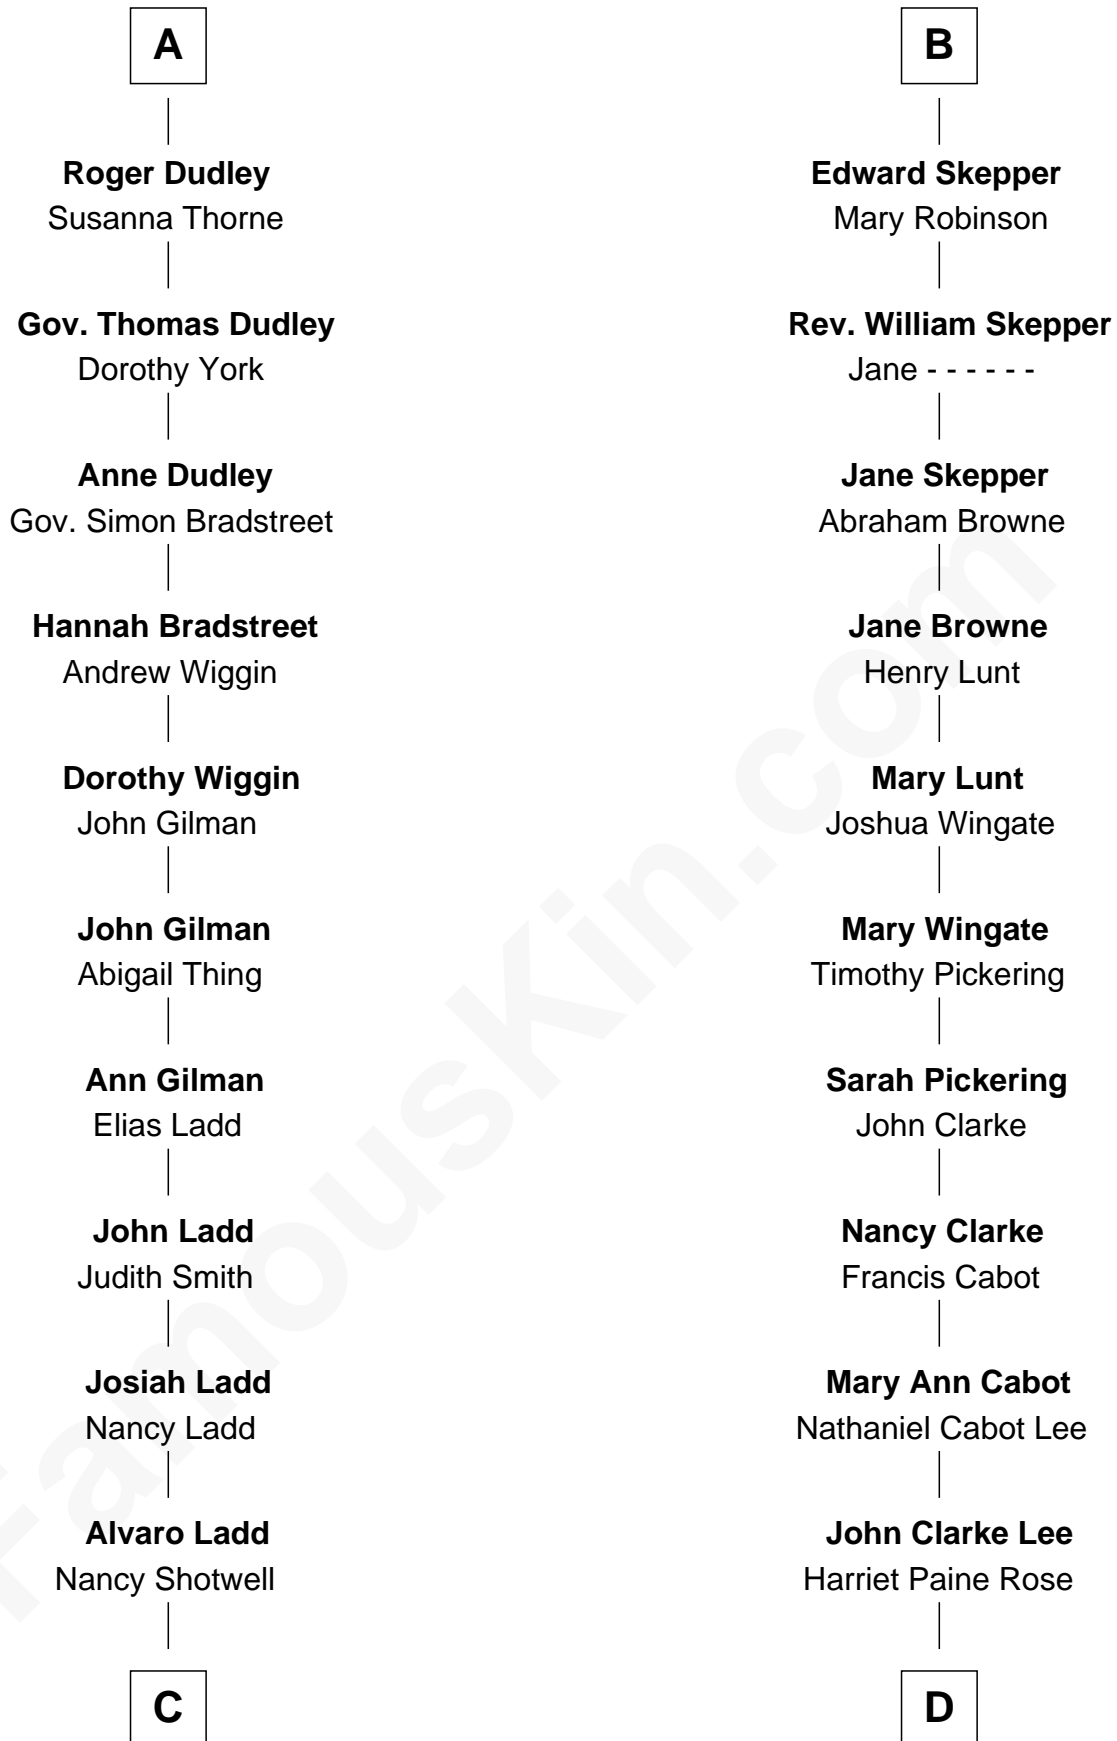 A
Roger Dudley
Susanna Thorne
Gov. Thomas Dudley
Dorothy York
Anne Dudley
Gov. Simon Bradstreet
Hannah Bradstreet
Andrew Wiggin
Dorothy Wiggin
John Gilman
John Gilman
Abigail Thing
Ann Gilman
Elias Ladd
John Ladd
Judith Smith
Josiah Ladd
Nancy Ladd
Alvaro Ladd
Nancy Shotwell
C
B
Edward Skepper
Mary Robinson
Rev. William Skepper
Jane - - - - - -
Jane Skepper
Abraham Browne
Jane Browne
Henry Lunt
Mary Lunt
Joshua Wingate
Mary Wingate
Timothy Pickering
Sarah Pickering
John Clarke
Nancy Clarke
Francis Cabot
Mary Ann Cabot
Nathaniel Cabot Lee
John Clarke Lee
Harriet Paine Rose
D
FamousKin.com